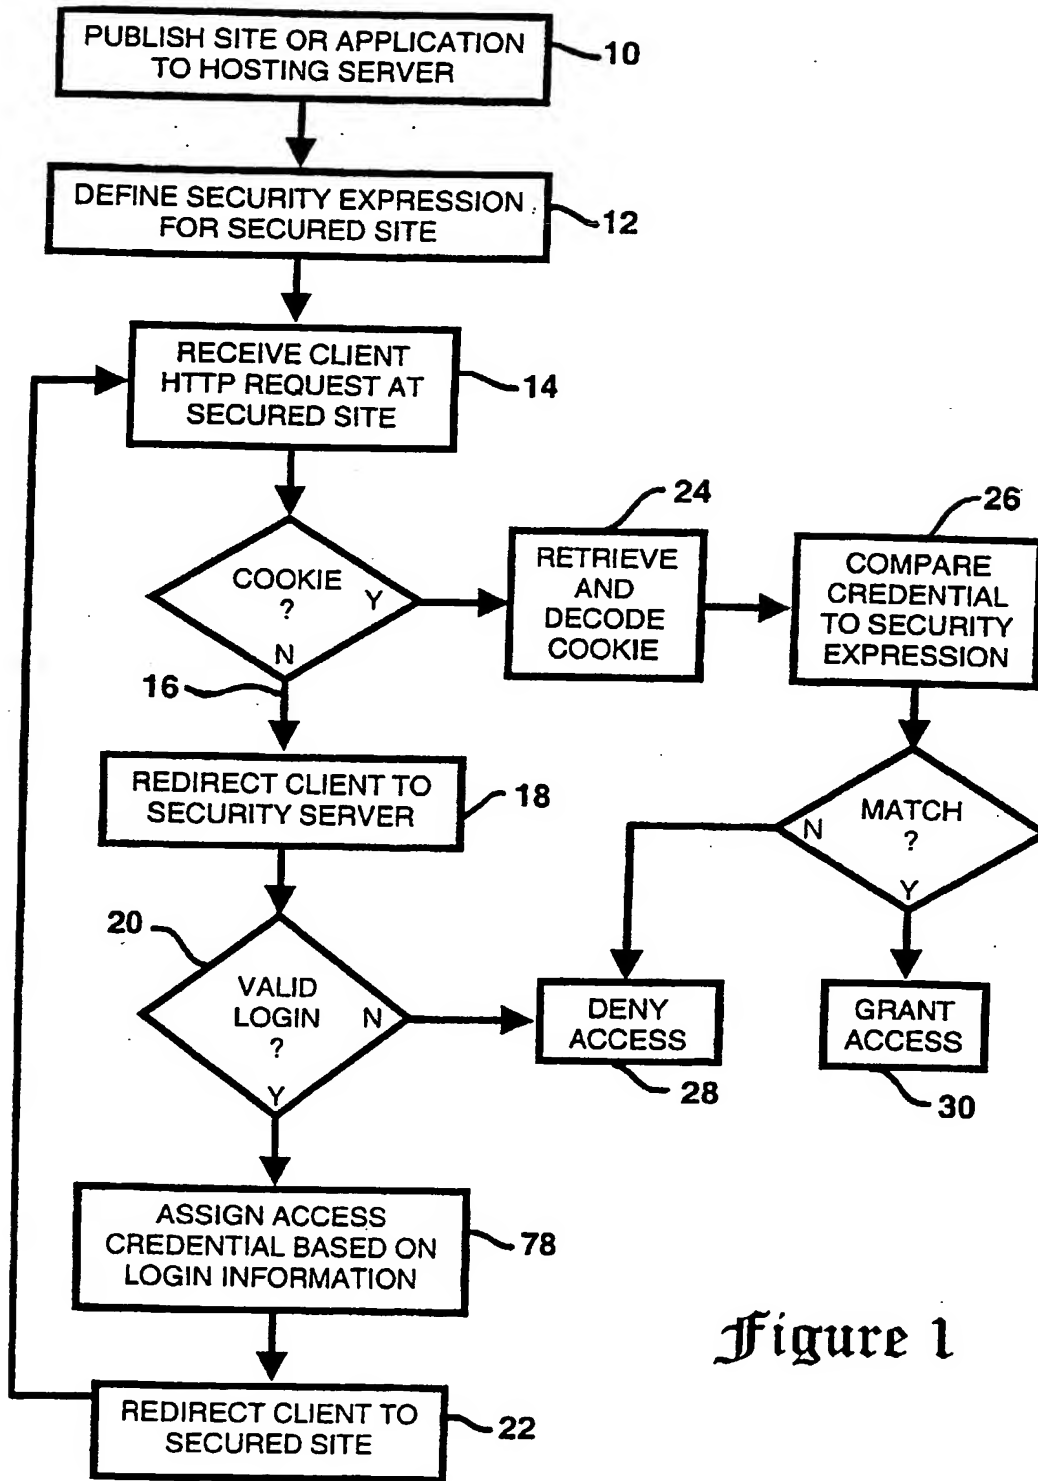 PUBLISH SITE OR APPLICATION
TO HOSTING SERVER
10
DEFINE SECURITY EXPRESSION
FOR SECURED SITE
12
RECEIVE CLIENT
HTTP REQUEST AT
SECURED SITE
14
COOKIE
?
Y
N
16
24
RETRIEVE
AND
DECODE
COOKIE
26
COMPARE
CREDENTIAL
TO SECURITY
EXPRESSION
REDIRECT CLIENT TO
SECURITY SERVER
18
MATCH
?
N
Y
20
VALID
LOGIN
?
N
Y
DENY
ACCESS
28
GRANT
ACCESS
30
ASSIGN ACCESS
CREDENTIAL BASED ON
LOGIN INFORMATION
78
REDIRECT CLIENT TO
SECURED SITE
22
Figure 1